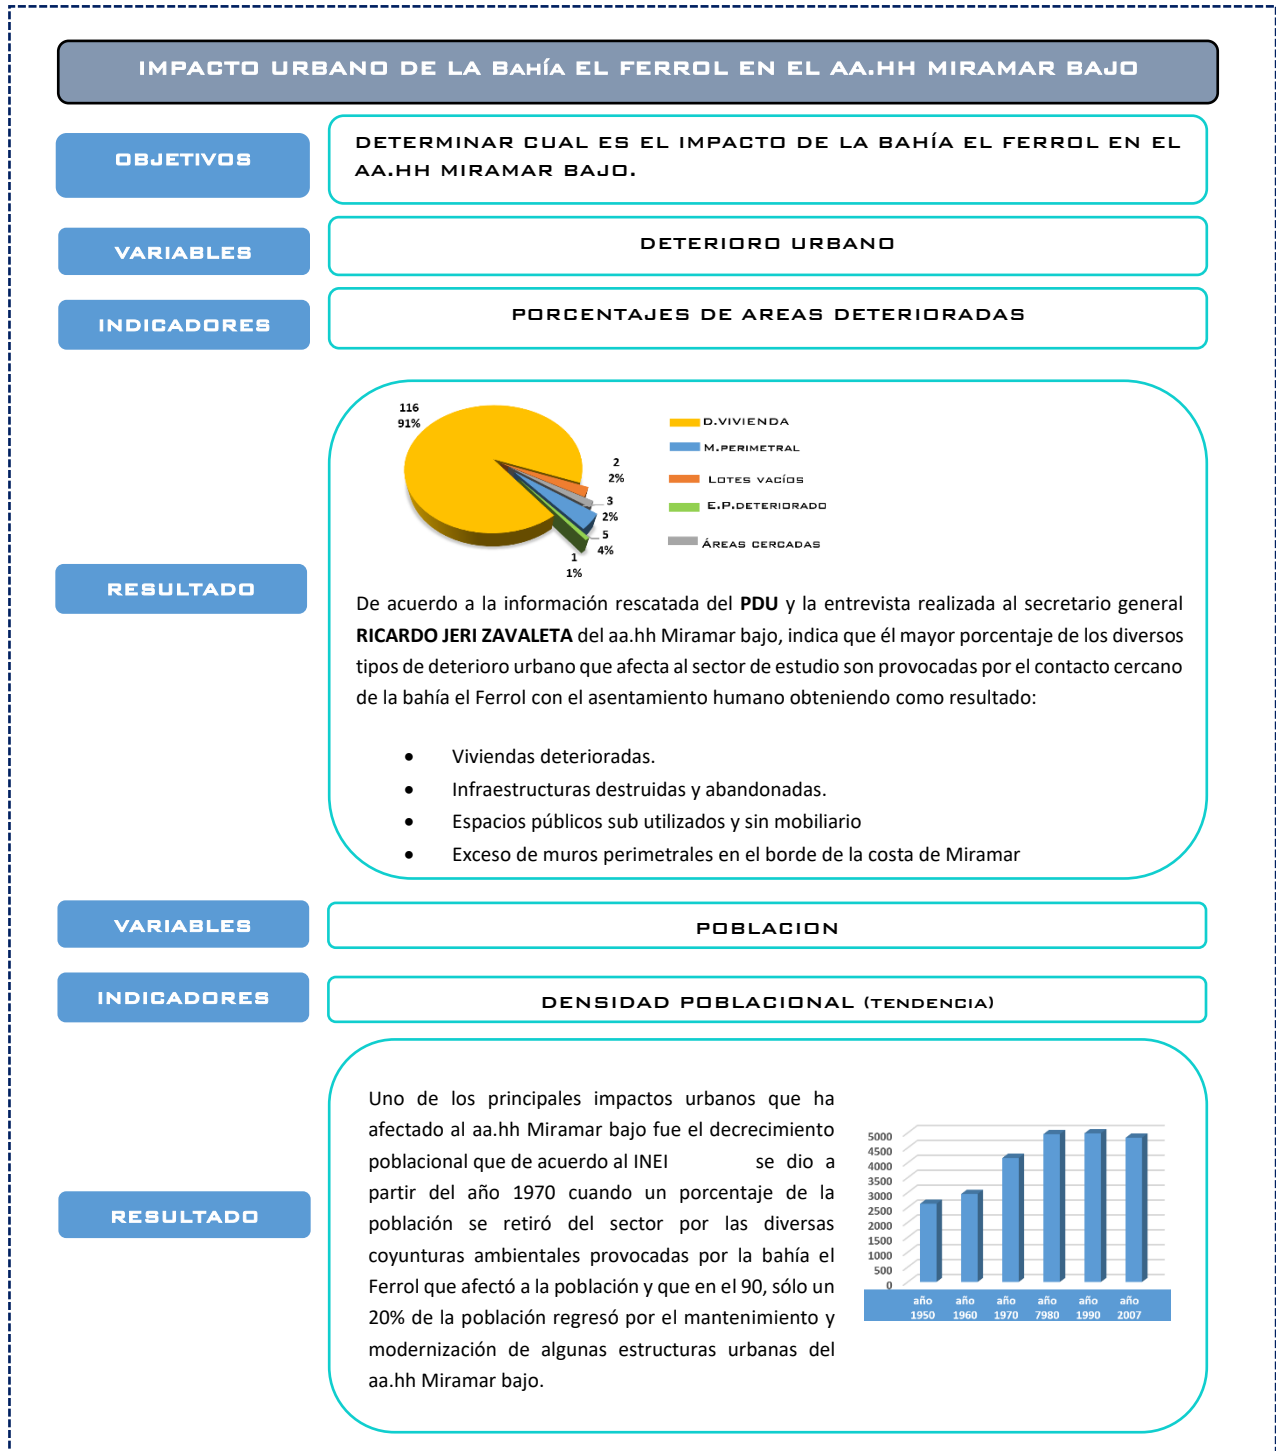 IMPACTO URBANO DE LA BAHÍA EL FERROL EN EL AA.HH MIRAMAR BAJO
OBJETIVOS
DETERMINAR CUAL ES EL IMPACTO DE LA BAHÍA EL FERROL EN EL
AA.HH MIRAMAR BAJO.
VARIABLES
DETERIORO URBANO
INDICADORES
PORCENTAJES DE AREAS DETERIORADAS
116
91%
2
2%
3
2%
5
4%
1
1%
D.VIVIENDA
M.PERIMETRAL
LOTES VACÍOS
E.P.DETERIORADO
ÁREAS CERCADAS
RESULTADO
De acuerdo a la información rescatada del PDU y la entrevista realizada al secretario general
RICARDO JERI ZAVALETA del aa.hh Miramar bajo, indica que él mayor porcentaje de los diversos
tipos de deterioro urbano que afecta al sector de estudio son provocadas por el contacto cercano
de la bahía el Ferrol con el asentamiento humano obteniendo como resultado:
• Viviendas deterioradas.
• Infraestructuras destruidas y abandonadas.
• Espacios públicos sub utilizados y sin mobiliario
• Exceso de muros perimetrales en el borde de la costa de Miramar
VARIABLES
POBLACION
INDICADORES
DENSIDAD POBLACIONAL (TENDENCIA)
RESULTADO
Uno de los principales impactos urbanos que ha
afectado al aa.hh Miramar bajo fue el decrecimiento
poblacional que de acuerdo al INEI se dio a
partir del año 1970 cuando un porcentaje de la
población se retiró del sector por las diversas
coyunturas ambientales provocadas por la bahía el
Ferrol que afectó a la población y que en el 90, sólo un
20% de la población regresó por el mantenimiento y
modernización de algunas estructuras urbanas del
aa.hh Miramar bajo.
5000
4500
4000
3500
3000
2500
2000
1500
1000
500
0
año año año año año año
1950 1960 1970 7980 1990 2007